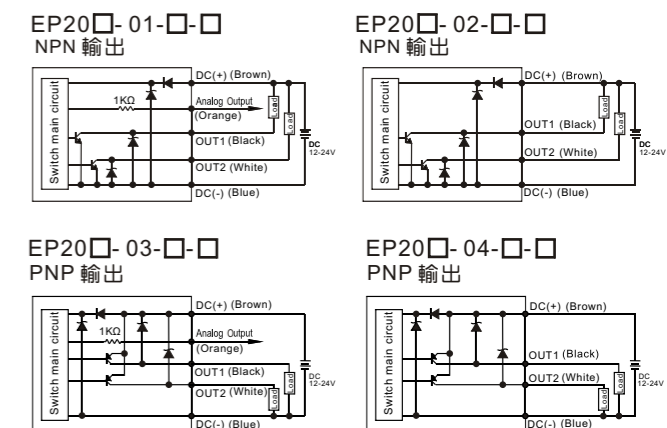 EP20□-01-□-□
NPN 輸出
Switch main circuit
1KΩ
DC(+) (Brown)
Analog Output
(Orange)
OUT1 (Black)
OUT2 (White)
DC(-) (Blue)
Load
Load
DC
12-24V
EP20□-02-□-□
NPN 輸出
Switch main circuit
DC(+) (Brown)
OUT1 (Black)
OUT2 (White)
DC(-) (Blue)
Load
Load
DC
12-24V
EP20□-03-□-□
PNP 輸出
Switch main circuit
1KΩ
DC(+) (Brown)
Analog Output
(Orange)
OUT1 (Black)
OUT2 (White)
DC(-) (Blue)
Load
Load
DC
12-24V
EP20□-04-□-□
PNP 輸出
Switch main circuit
DC(+) (Brown)
OUT1 (Black)
OUT2 (White)
DC(-) (Blue)
Load
Load
DC
12-24V